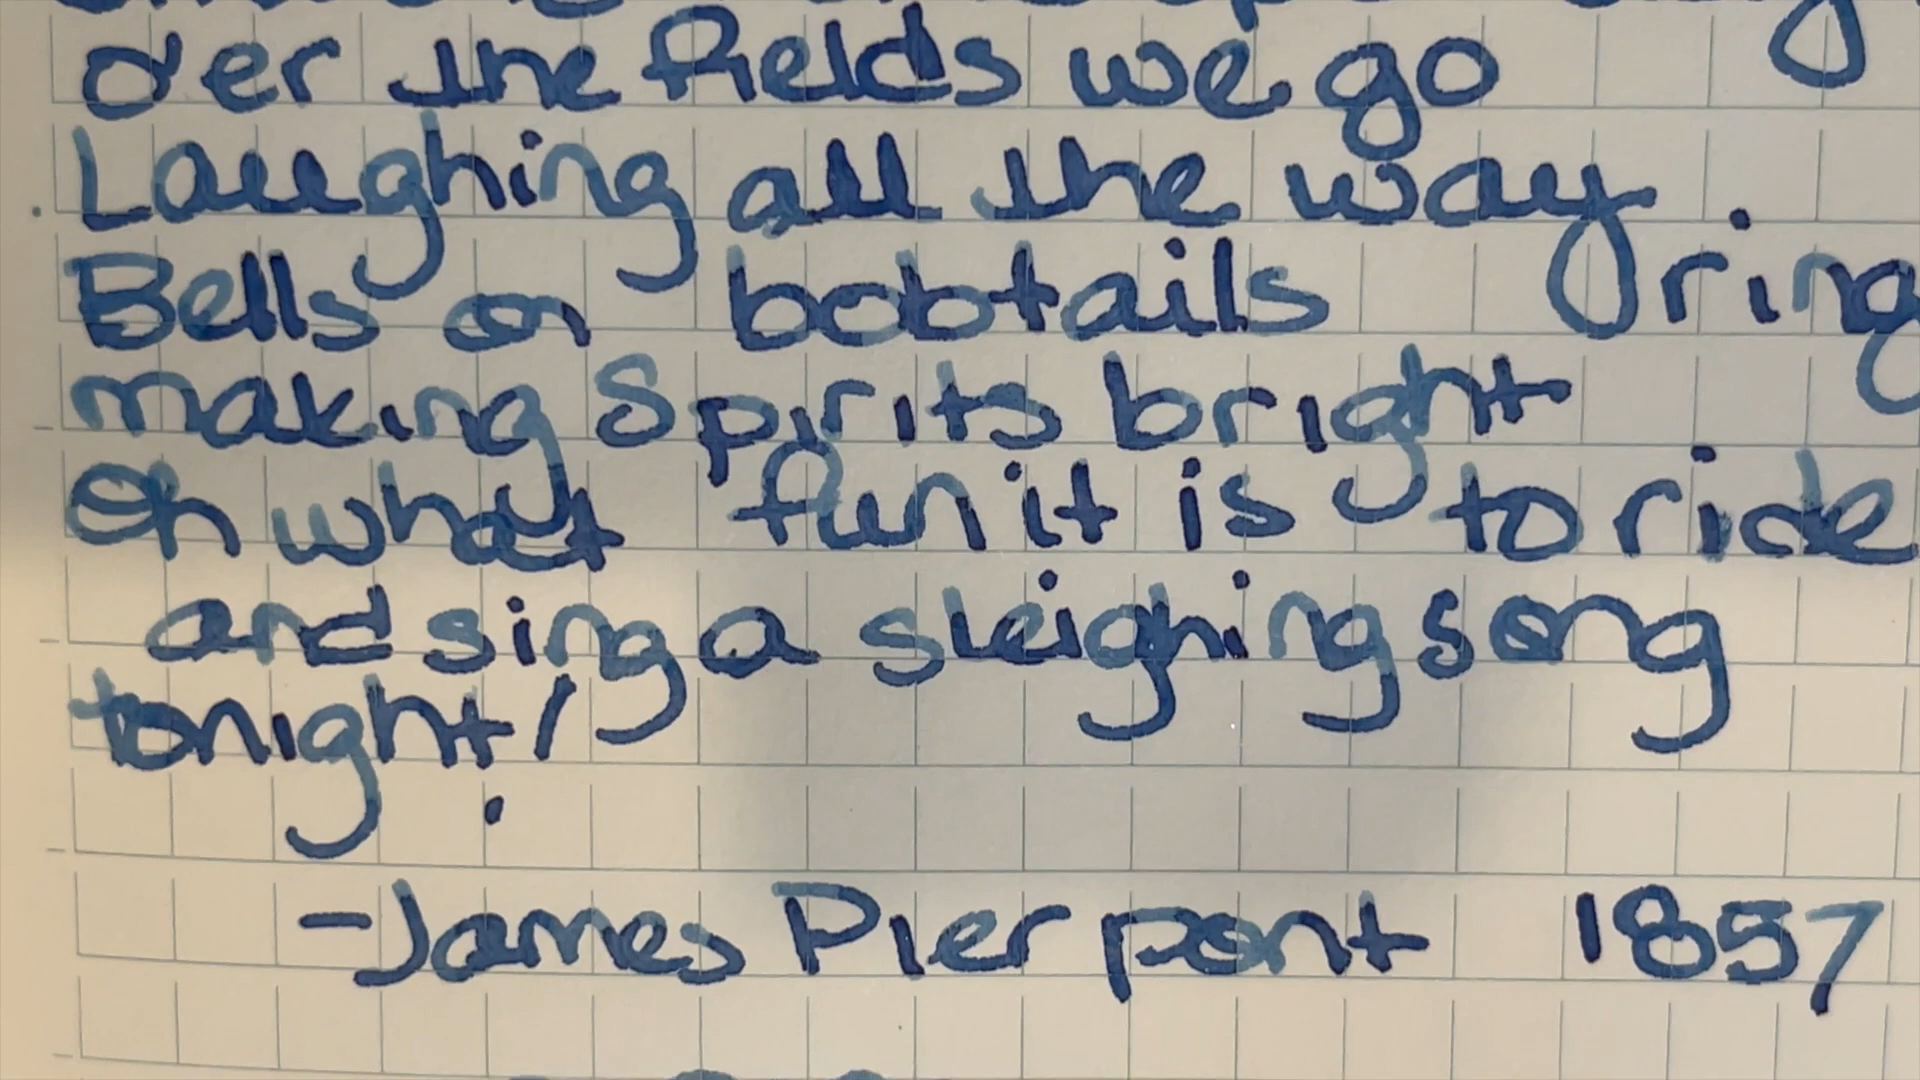 o'er the fields we go
Laughing all the way.
Bells on bobtails ring
making Spirits bright
Oh what fun it is to ride
and sing a sleighing song
tonight!
-James Pierpont 1857